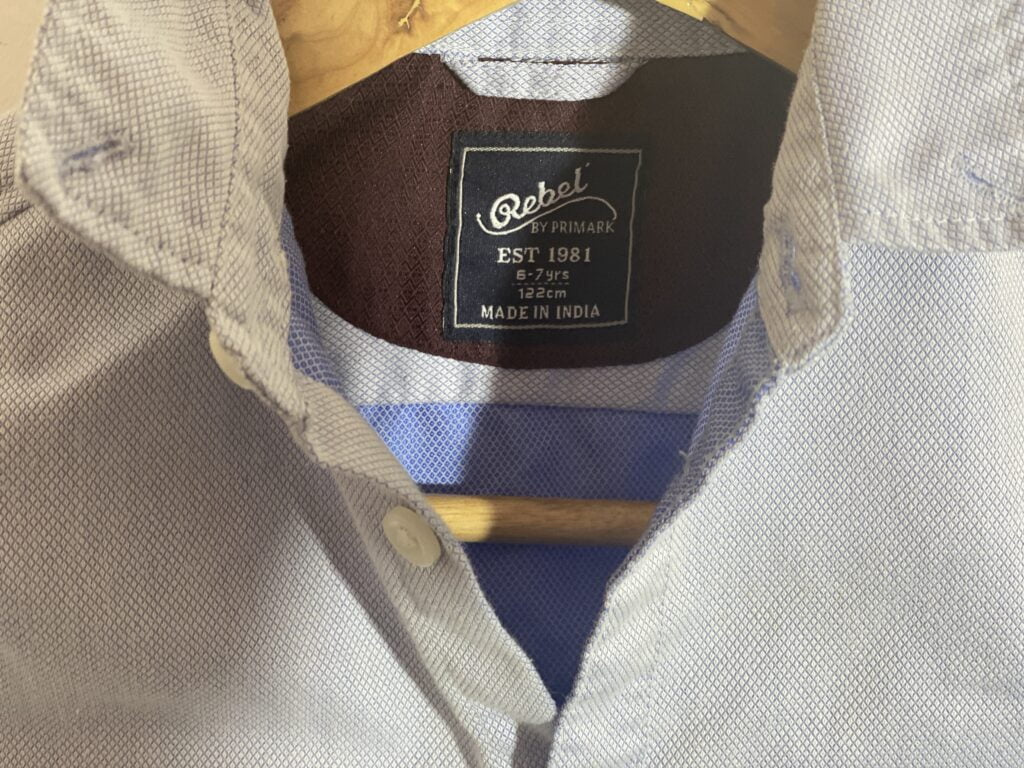 Rebel
BY PRIMARK
EST 1981
6-7yrs
122cm
MADE IN INDIA